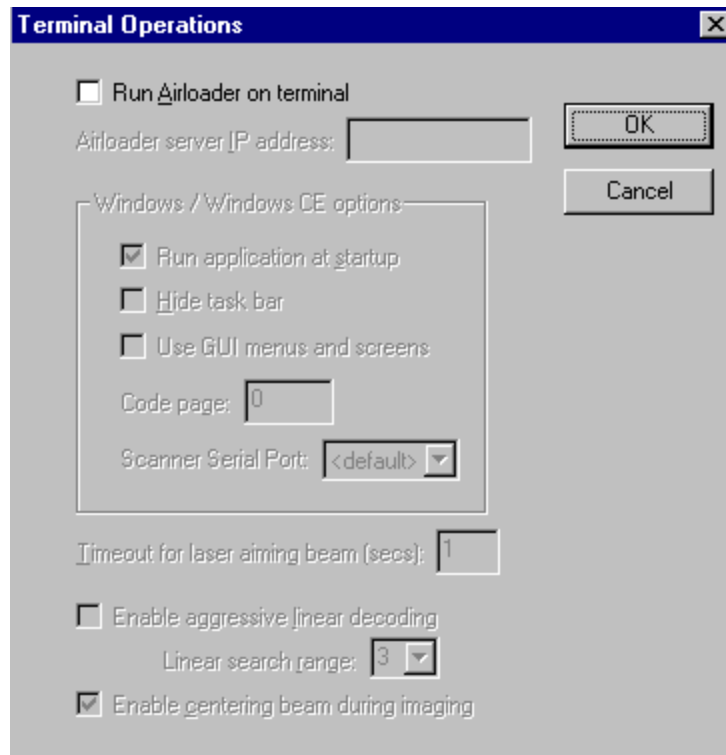 Terminal Operations
Run Airloader on terminal
Airloader server IP address:
OK
Cancel
Windows / Windows CE options
Run application at startup
Hide task bar
Use GUI menus and screens
Code page: 0
Scanner Serial Port: <default>
Timeout for laser aiming beam (secs): 1
Enable aggressive linear decoding
Linear search range: 3
Enable centering beam during imaging